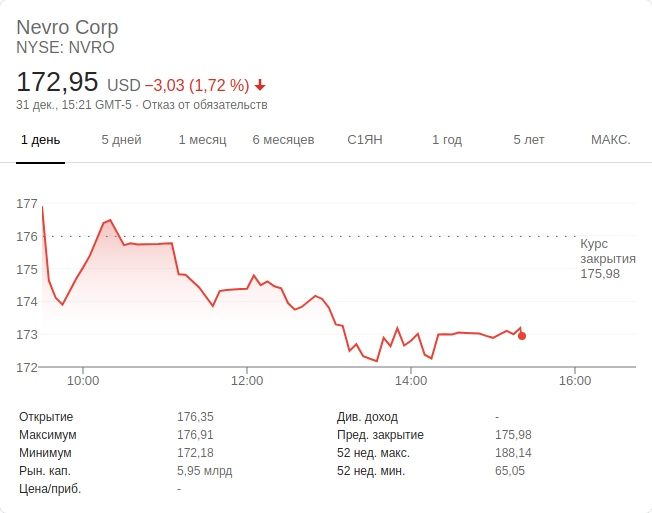 Nevro Corp
NYSE: NVRO
172,95 USD −3,03 (1,72 %)
31 дек., 15:21 GMT-5 · Отказ от обязательств
1 день 5 дней 1 месяц 6 месяцев С1ЯН 1 год 5 лет МАКС.
177
176
175
174
173
172
Курс
закрытия
175,98
10:00 12:00 14:00 16:00
Открытие 176,35 Див. доход -
Максимум 176,91 Пред. закрытие 175,98
Минимум 172,18 52 нед. макс. 188,14
Рын. кап. 5,95 млрд 52 нед. мин. 65,05
Цена/приб. -